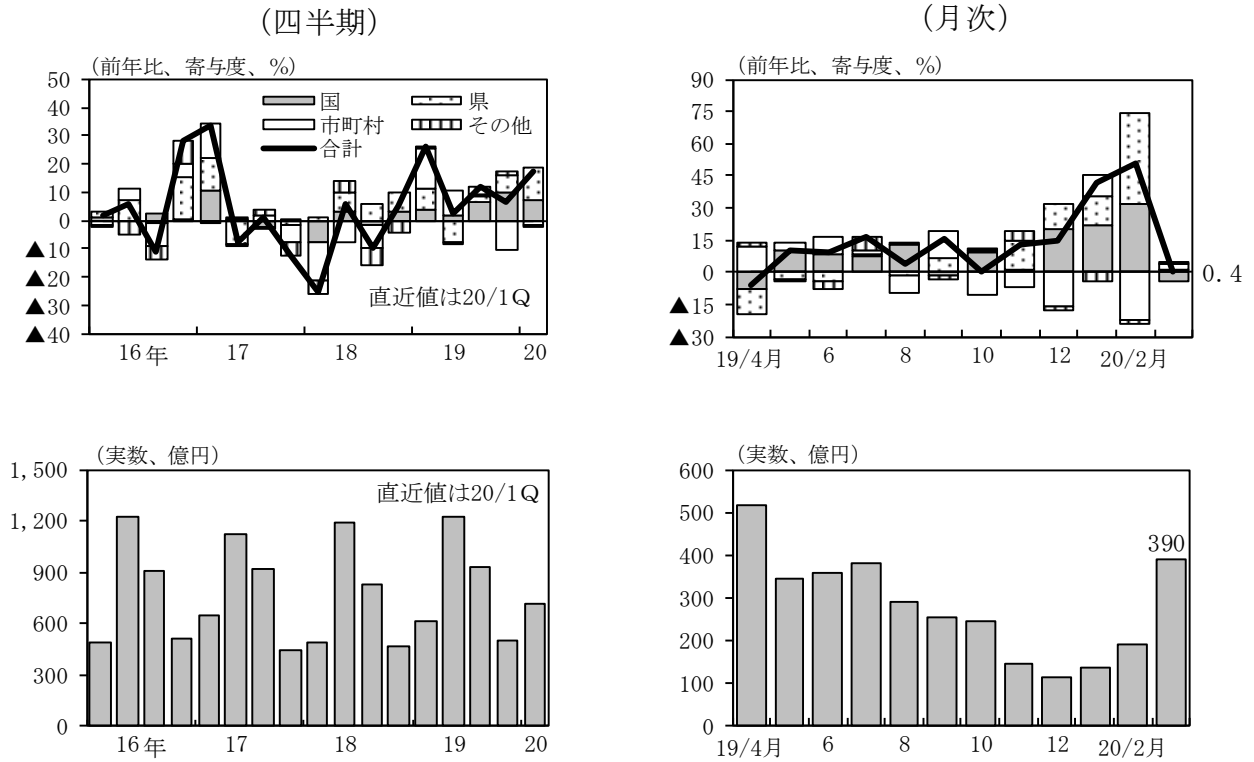 (四半期)
(月次)
(前年比、寄与度、%)
50
40
30
20
10
0
▲10
▲20
▲30
▲40
国
県
市町村
その他
合計
直近値は20/1Q
16年
17
18
19
20
(前年比、寄与度、%)
90
75
60
45
30
15
0
▲15
▲30
0.4
19/4月
6
8
10
12
20/2月
(実数、億円)
1,500
1,200
900
600
300
0
直近値は20/1Q
16年
17
18
19
20
(実数、億円)
600
500
400
300
200
100
0
390
19/4月
6
8
10
12
20/2月